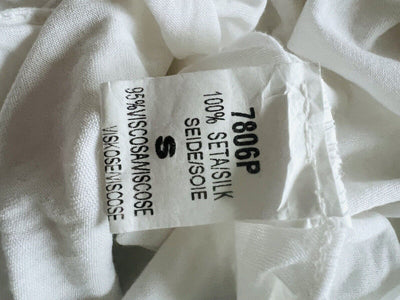 7806P
100% SETA/SILK
SEIDE/SOIE
S
95%VISCOSA/VISCOSE
VISKOSE/VISCOSE